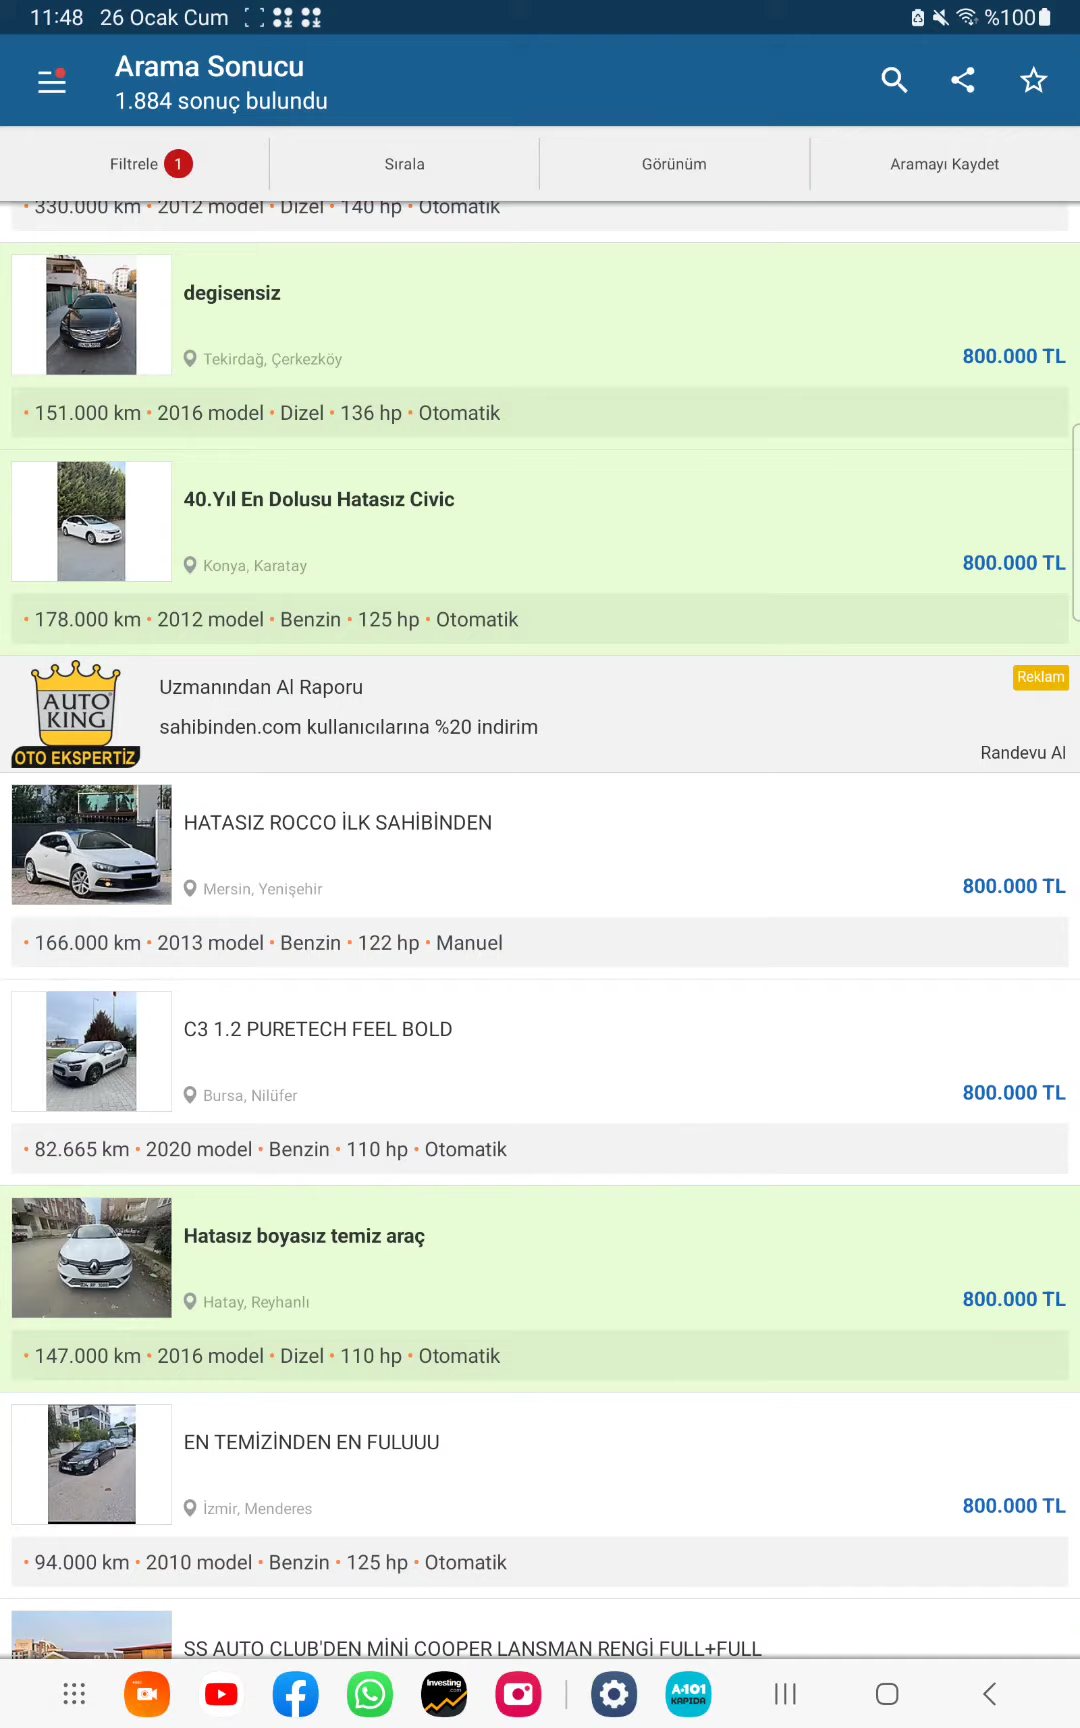 11:48 26 Ocak Cum %100
Arama Sonucu
1.884 sonuç bulundu
Filtrele 1 Sırala Görünüm Aramayı Kaydet
• 330.000 km • 2012 model • Dizel • 140 hp • Otomatik
degisensiz
Tekirdağ, Çerkezköy
800.000 TL
• 151.000 km • 2016 model • Dizel • 136 hp • Otomatik
40.Yıl En Dolusu Hatasız Civic
Konya, Karatay
800.000 TL
• 178.000 km • 2012 model • Benzin • 125 hp • Otomatik
AUTO
KING
OTO EKSPERTİZ
Uzmanından Al Raporu
Reklam
sahibinden.com kullanıcılarına %20 indirim
Randevu Al
HATASIZ ROCCO İLK SAHİBİNDEN
Mersin, Yenişehir
800.000 TL
• 166.000 km • 2013 model • Benzin • 122 hp • Manuel
C3 1.2 PURETECH FEEL BOLD
Bursa, Nilüfer
800.000 TL
• 82.665 km • 2020 model • Benzin • 110 hp • Otomatik
Hatasız boyasız temiz araç
Hatay, Reyhanlı
800.000 TL
• 147.000 km • 2016 model • Dizel • 110 hp • Otomatik
EN TEMİZİNDEN EN FULUUU
İzmir, Menderes
800.000 TL
• 94.000 km • 2010 model • Benzin • 125 hp • Otomatik
SS AUTO CLUB'DEN MİNİ COOPER LANSMAN RENGİ FULL+FULL
Investing
.com
A101
KAPIDA